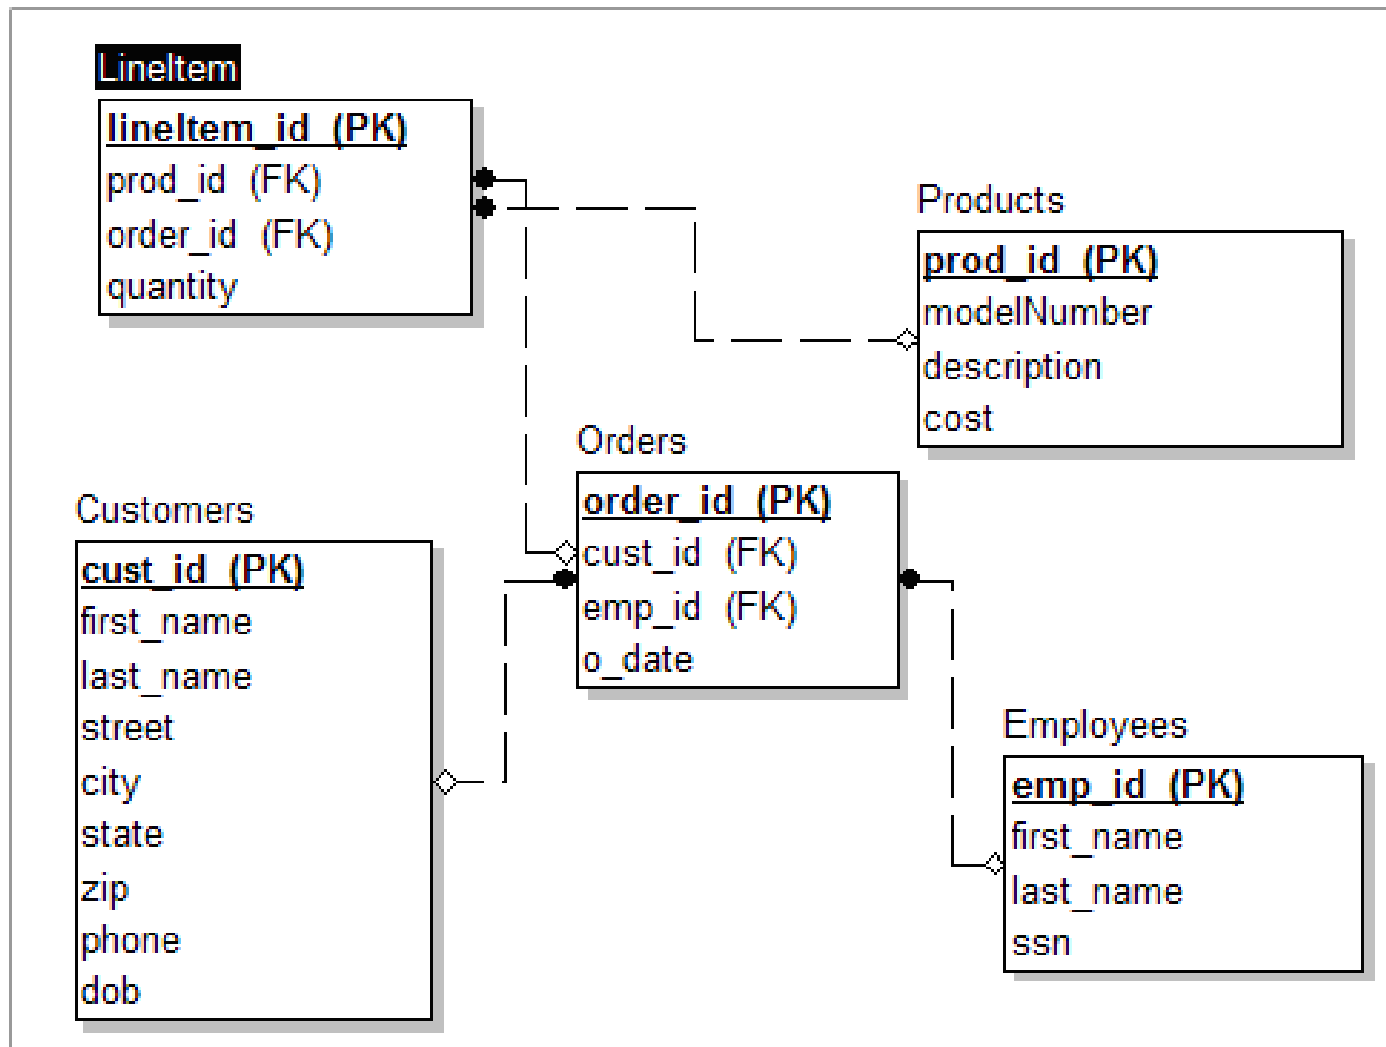 LineItem
lineItem_id (PK)
prod_id (FK)
order_id (FK)
quantity
Products
prod_id (PK)
modelNumber
description
cost
Orders
order_id (PK)
cust_id (FK)
emp_id (FK)
o_date
Customers
cust_id (PK)
first_name
last_name
street
city
state
zip
phone
dob
Employees
emp_id (PK)
first_name
last_name
ssn